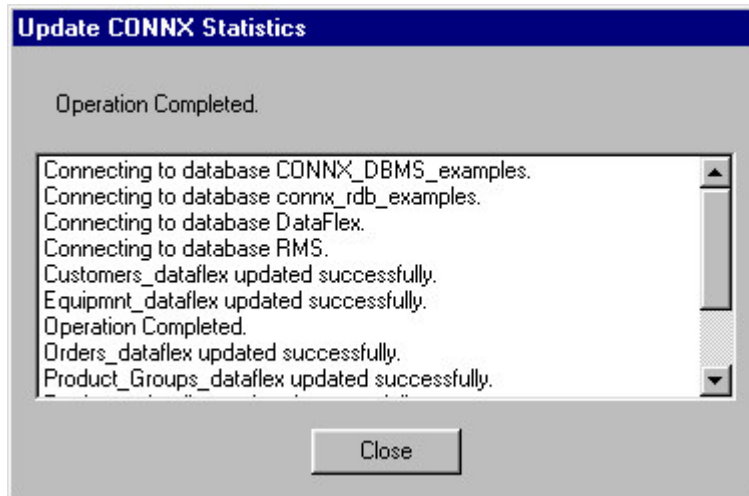 Update CONNX Statistics
Operation Completed.
Connecting to database CONNX_DBMS_examples.
Connecting to database connx_rdb_examples.
Connecting to database DataFlex.
Connecting to database RMS.
Customers_dataflex updated successfully.
Equipmnt_dataflex updated successfully.
Operation Completed.
Orders_dataflex updated successfully.
Product_Groups_dataflex updated successfully.
Close